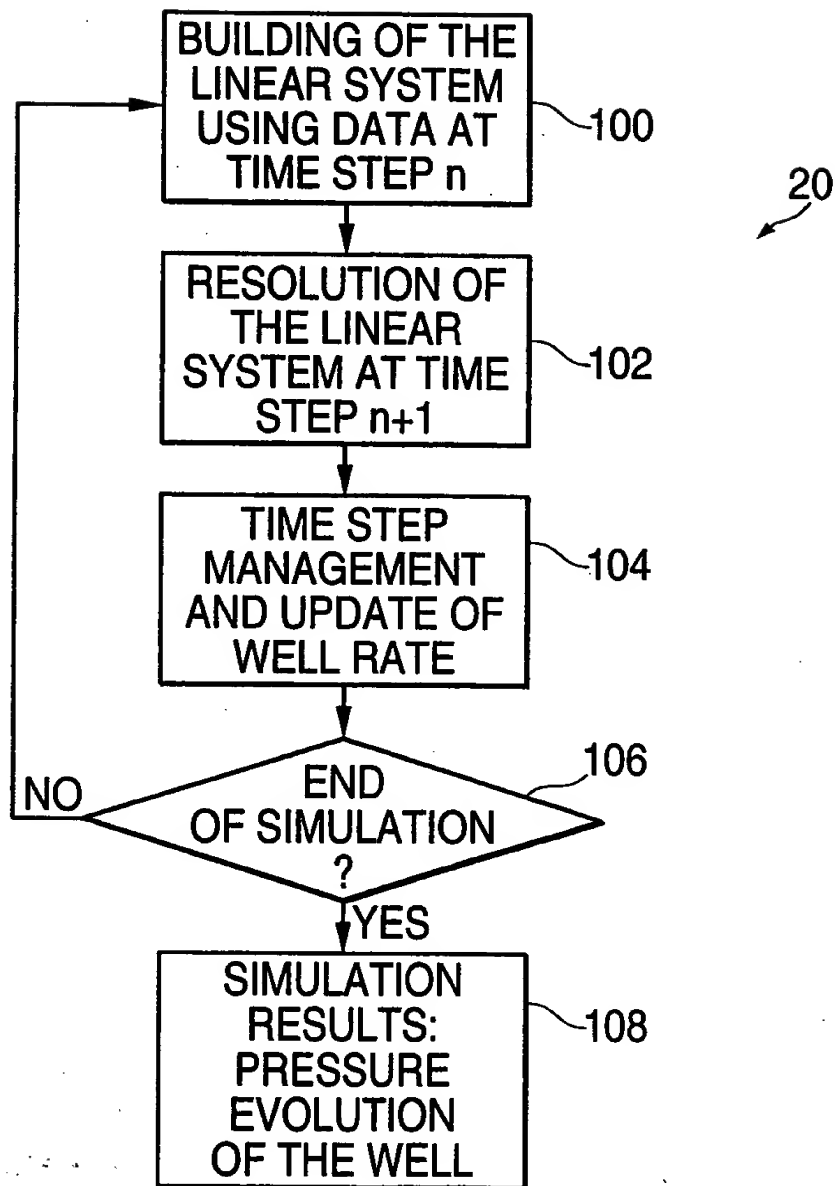 BUILDING OF THE
LINEAR SYSTEM
USING DATA AT
TIME STEP n
100
20
RESOLUTION OF
THE LINEAR
SYSTEM AT TIME
STEP n+1
102
TIME STEP
MANAGEMENT
AND UPDATE OF
WELL RATE
104
106
END
OF SIMULATION
?
NO
YES
SIMULATION
RESULTS:
PRESSURE
EVOLUTION
OF THE WELL
108